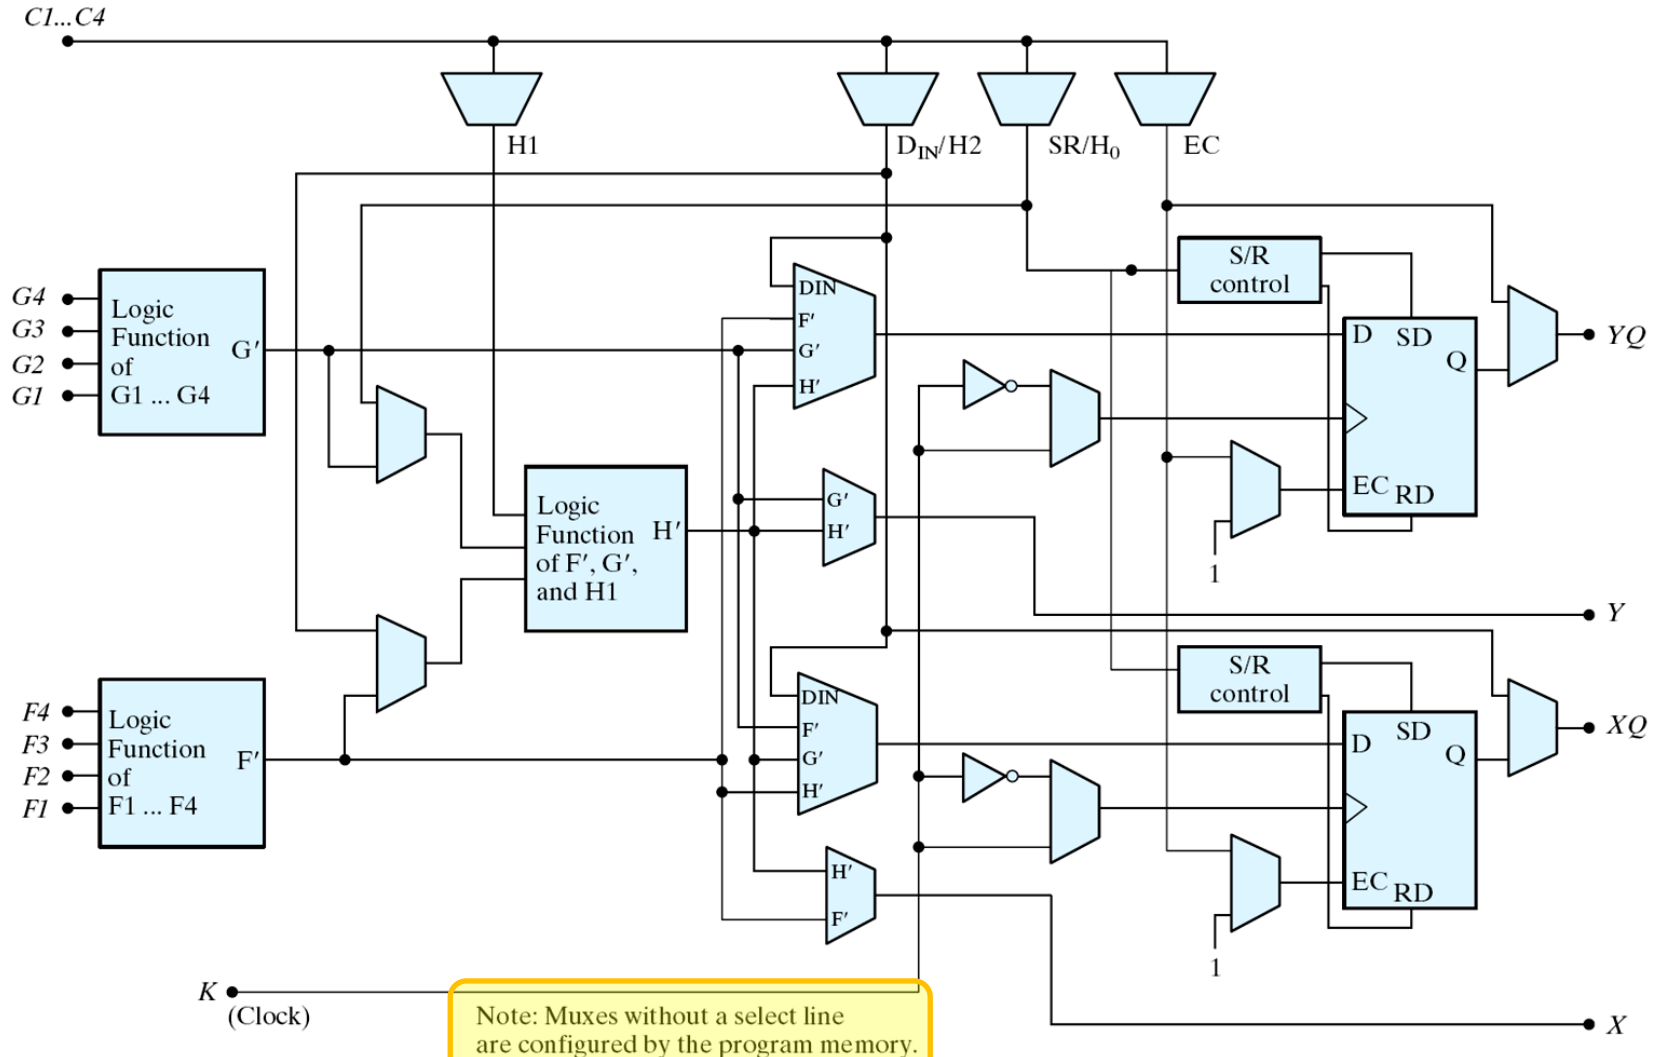 C1...C4
H1
D_IN/H2
SR/H_0
EC
S/R
control
DIN
F′
G′
H′
G4
G3
G2
G1
Logic
Function
of
G1 ... G4
G′
D
SD
Q
EC
RD
YQ
1
Logic
Function
of F′, G′,
and H1
H′
G′
H′
Y
S/R
control
DIN
F′
G′
H′
F4
F3
F2
F1
Logic
Function
of
F1 ... F4
F′
D
SD
Q
EC
RD
XQ
1
H′
F′
K
(Clock)
Note: Muxes without a select line
are configured by the program memory.
X